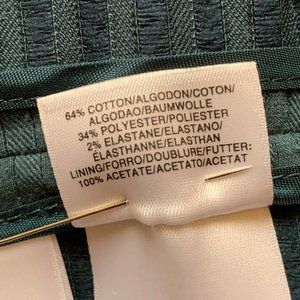 64% COTTON/ALGODON/COTON/
ALGODAO/BAUMWOLLE
34% POLYESTER/POLIESTER
2% ELASTANE/ELASTANO/
ÉLASTHANNE/ELASTHAN
LINING/FORRO/DOUBLURE/FUTTER:
100% ACETATE/ACETATO/ACETAT